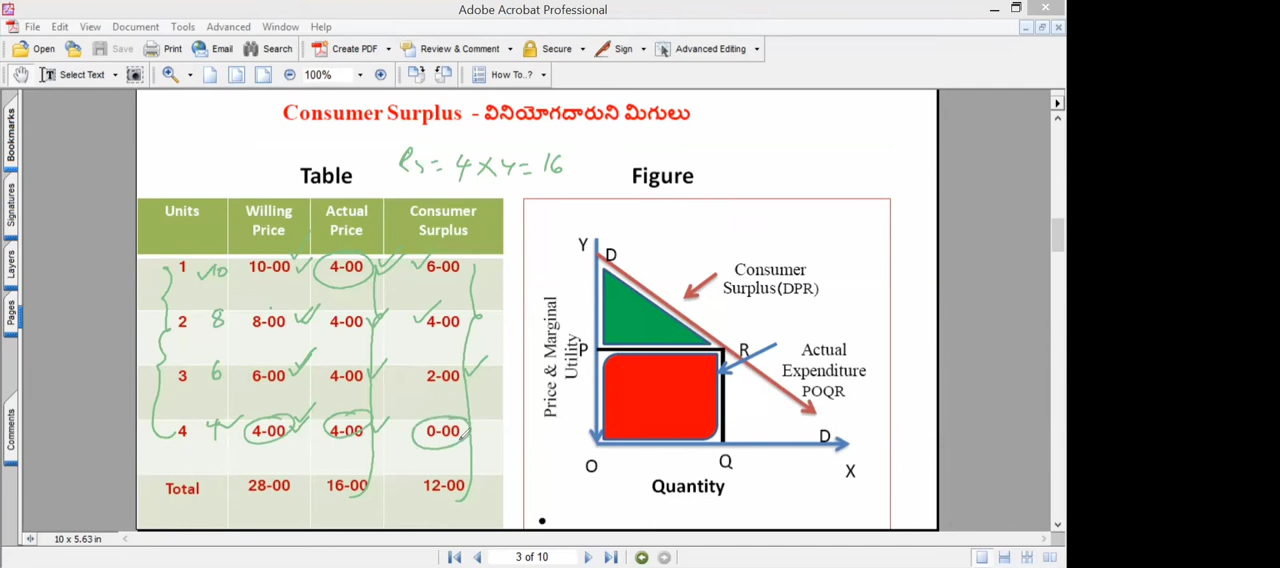 Adobe Acrobat Professional
File Edit View Document Tools Advanced Window Help
Open Save Print Email Search Create PDF Review & Comment Secure Sign Advanced Editing
Select Text 100% How To..?
Bookmarks
Signatures
Layers
Pages
Comments
Consumer Surplus - వినియోగదారుని మిగులు
Rs = 4 X 4 = 16
Table
Units Willing Price Actual Price Consumer Surplus
1 10 10-00 4-00 6-00
2 8 8-00 4-00 4-00
3 6 6-00 4-00 2-00
4 4 4-00 4-00 0-00
Total 28-00 16-00 12-00
Figure
Y
D
Consumer
Surplus(DPR)
Price & Marginal
Utility
P
R
Actual
Expenditure
POQR
D
O
Q
X
Quantity
10 x 5.63 in
3 of 10